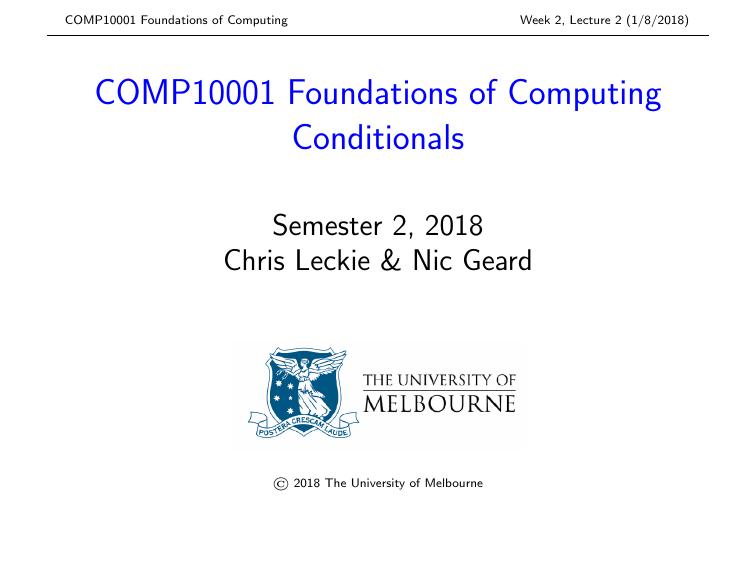 COMP10001 Foundations of Computing
Week 2, Lecture 2 (1/8/2018)
COMP10001 Foundations of Computing
Conditionals
Semester 2, 2018
Chris Leckie & Nic Geard
THE UNIVERSITY OF
MELBOURNE
POSTERA CRESCAM LAUDE
© 2018 The University of Melbourne